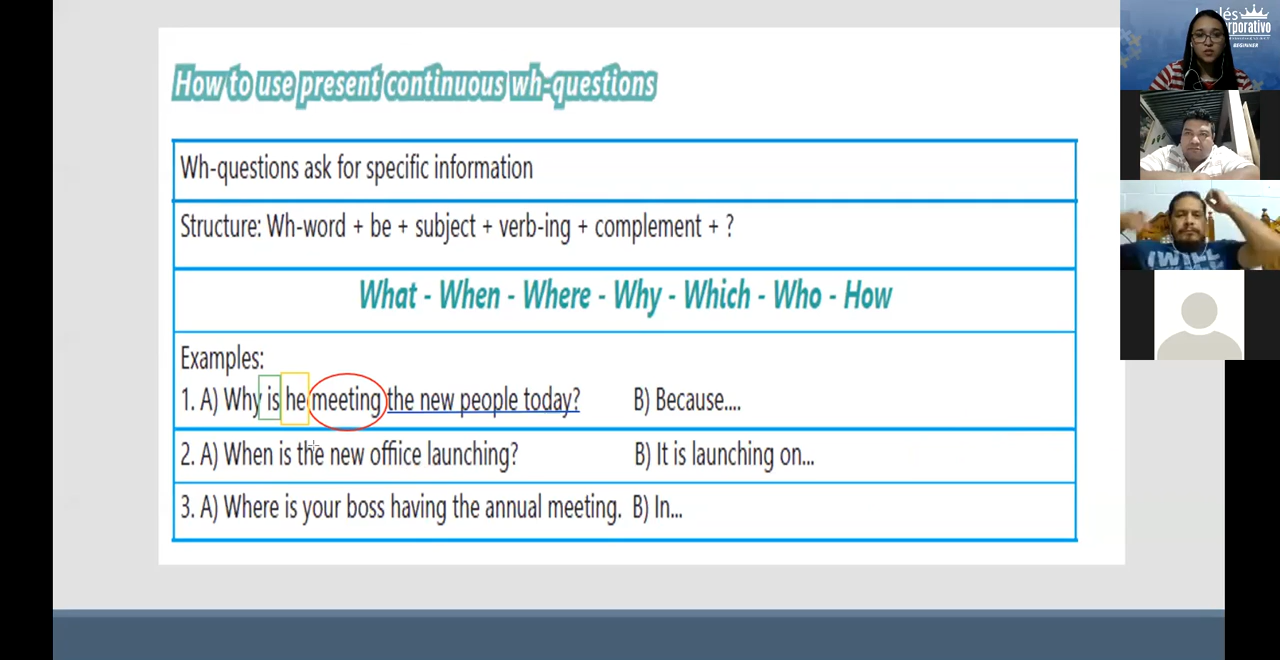 How to use present continuous wh-questions
Wh-questions ask for specific information
Structure: Wh-word + be + subject + verb-ing + complement + ?
What - When - Where - Why - Which - Who - How
Examples:
1. A) Why is he meeting the new people today? B) Because....
2. A) When is the new office launching? B) It is launching on...
3. A) Where is your boss having the annual meeting. B) In...
BEGINNER
I WILL